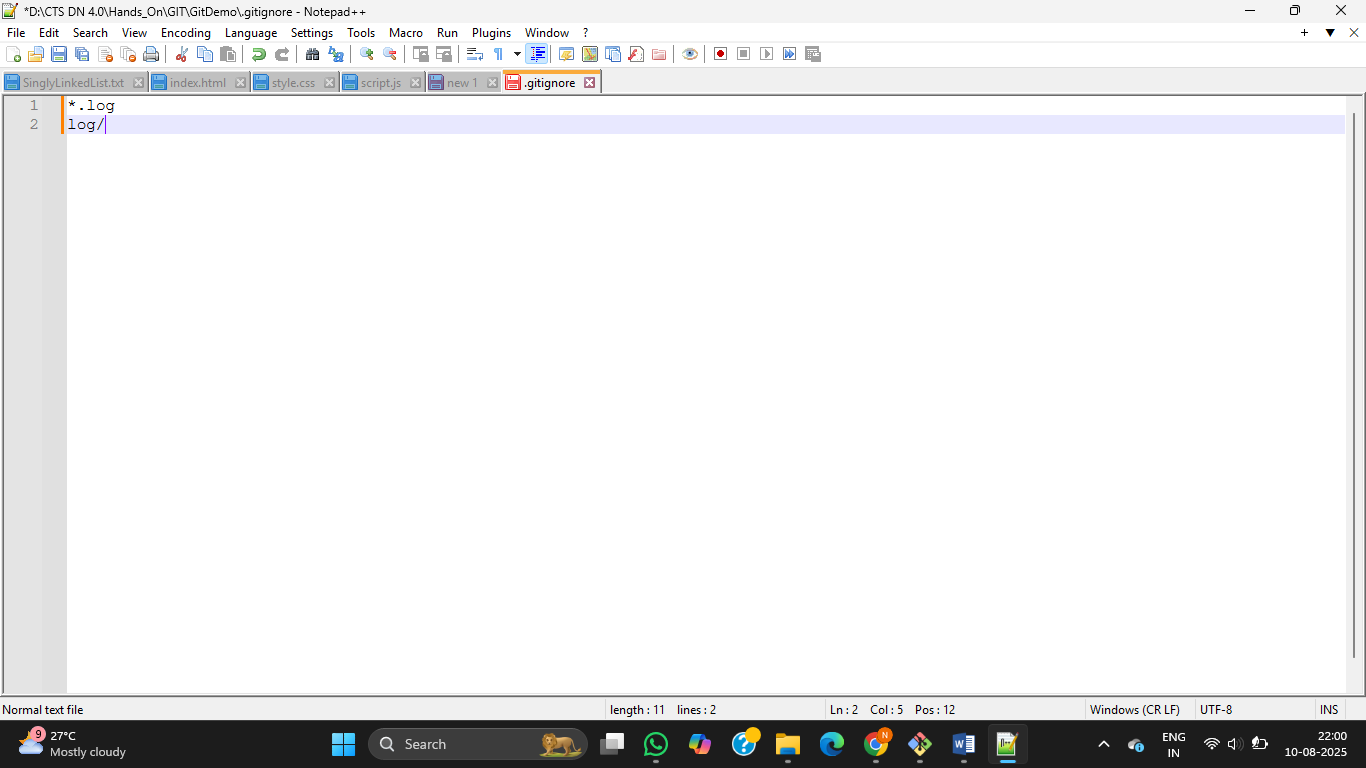 *D:\CTS DN 4.0\Hands_On\GIT\GitDemo\.gitignore - Notepad++
File Edit Search View Encoding Language Settings Tools Macro Run Plugins Window ?
+ ▼ ✕
SinglyLinkedList.txt index.html style.css script.js new 1 .gitignore
1 *.log
2 log/
Normal text file length : 11 lines : 2 Ln : 2 Col : 5 Pos : 12 Windows (CR LF) UTF-8 INS
9 27°C
Mostly cloudy
Search
N
ENG
IN
22:00
10-08-2025